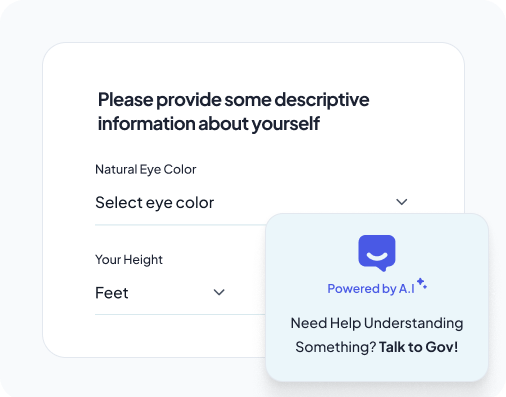 Please provide some descriptive
information about yourself
Natural Eye Color
Select eye color
Your Height
Feet
Powered by A.I
Need Help Understanding
Something? Talk to Gov!